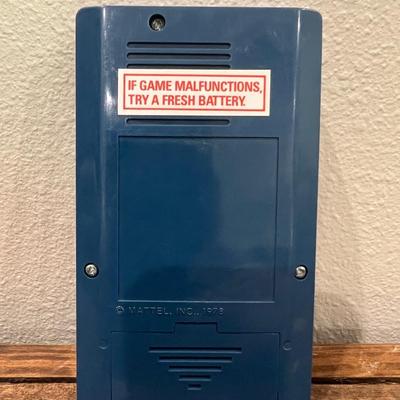 IF GAME MALFUNCTIONS,
TRY A FRESH BATTERY.
© MATTEL, INC., 1978